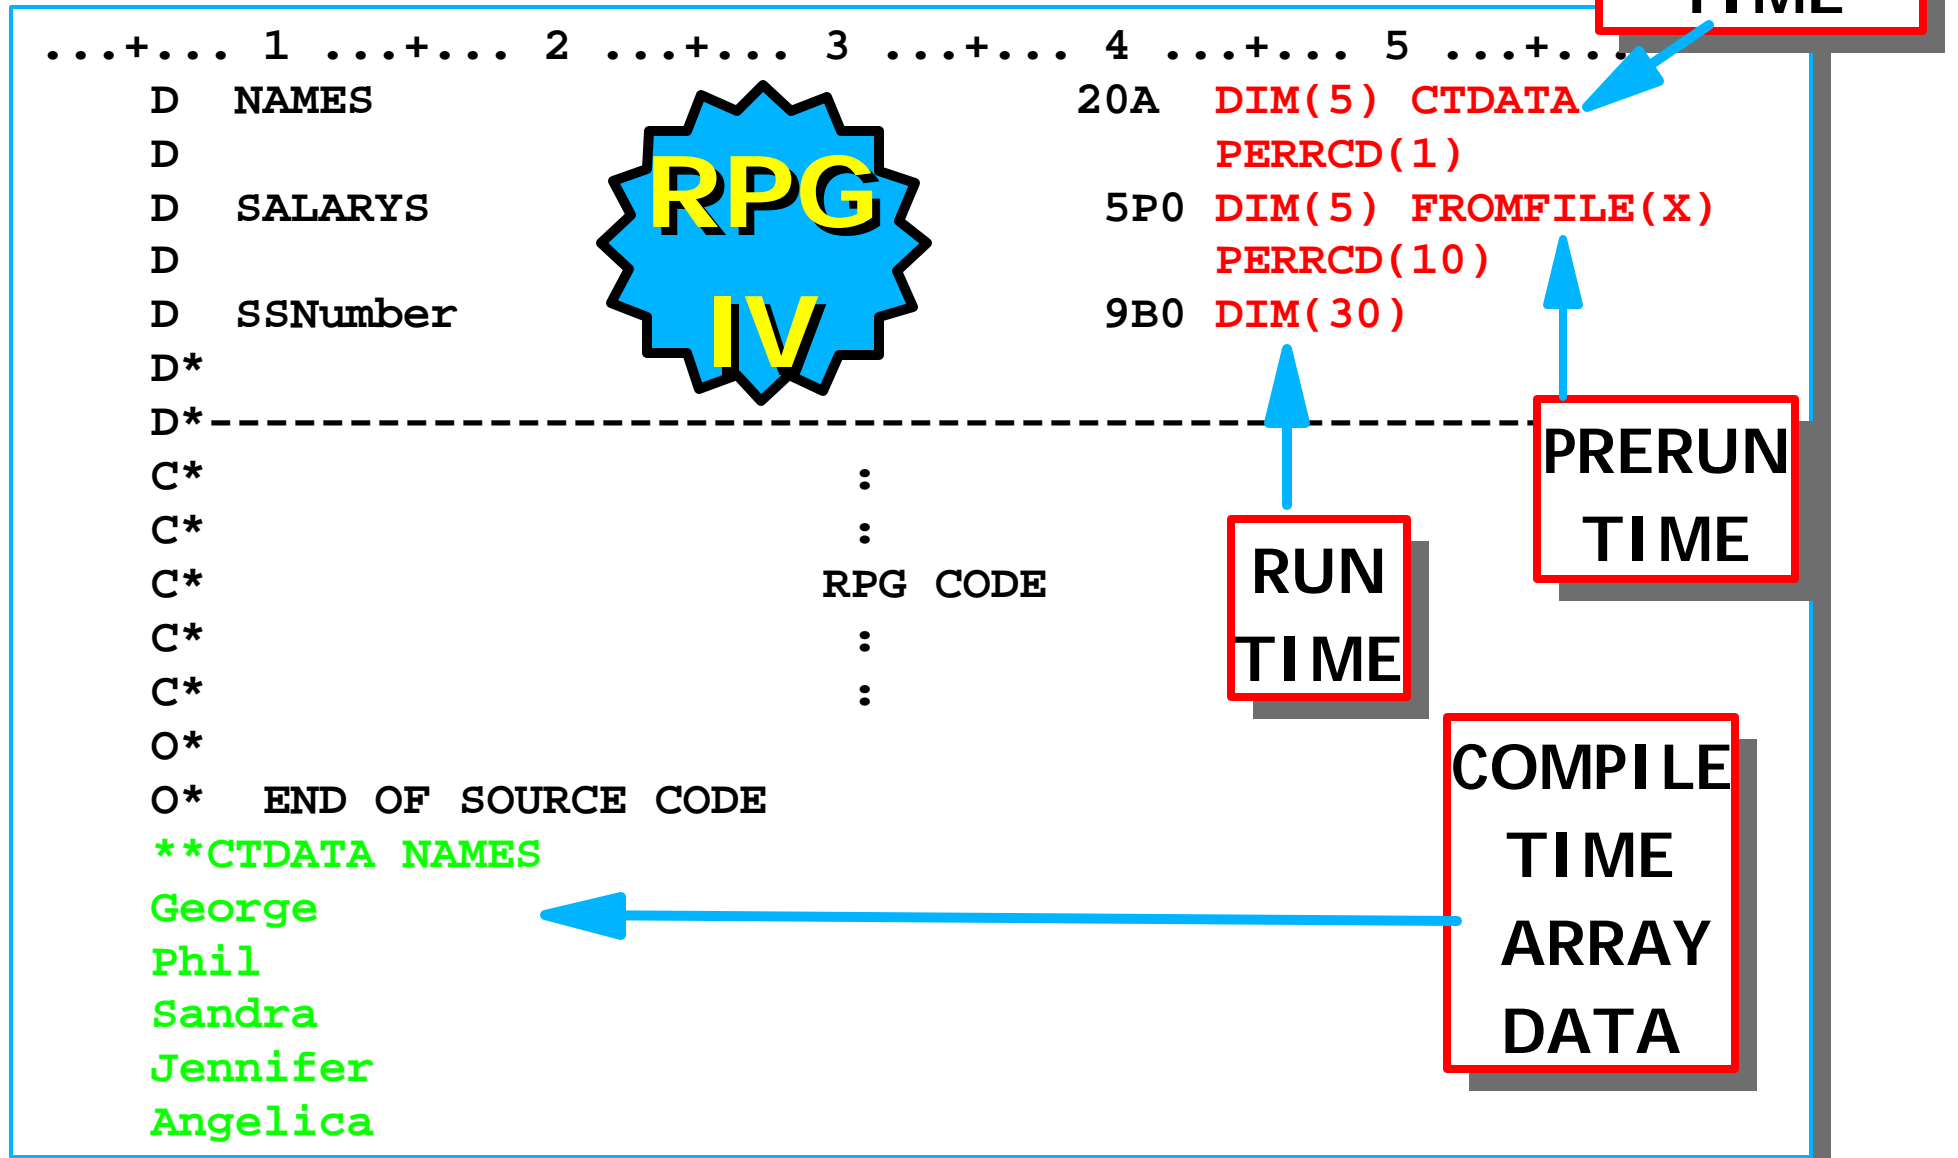 TIME
...+... 1 ...+... 2 ...+... 3 ...+... 4 ...+... 5 ...+...
D  NAMES  20A  DIM(5) CTDATA
D  PERRCD(1)
D  SALARYS  5P0 DIM(5) FROMFILE(X)
D  PERRCD(10)
D  SSNumber  9B0 DIM(30)
D*
D*------------------------------------------------
C*  :
C*  :
C*  RPG CODE
C*  :
C*  :
O*
O*  END OF SOURCE CODE
**CTDATA NAMES
George
Phil
Sandra
Jennifer
Angelica
RPG
IV
PRERUN
TIME
RUN
TIME
COMPILE
TIME
ARRAY
DATA